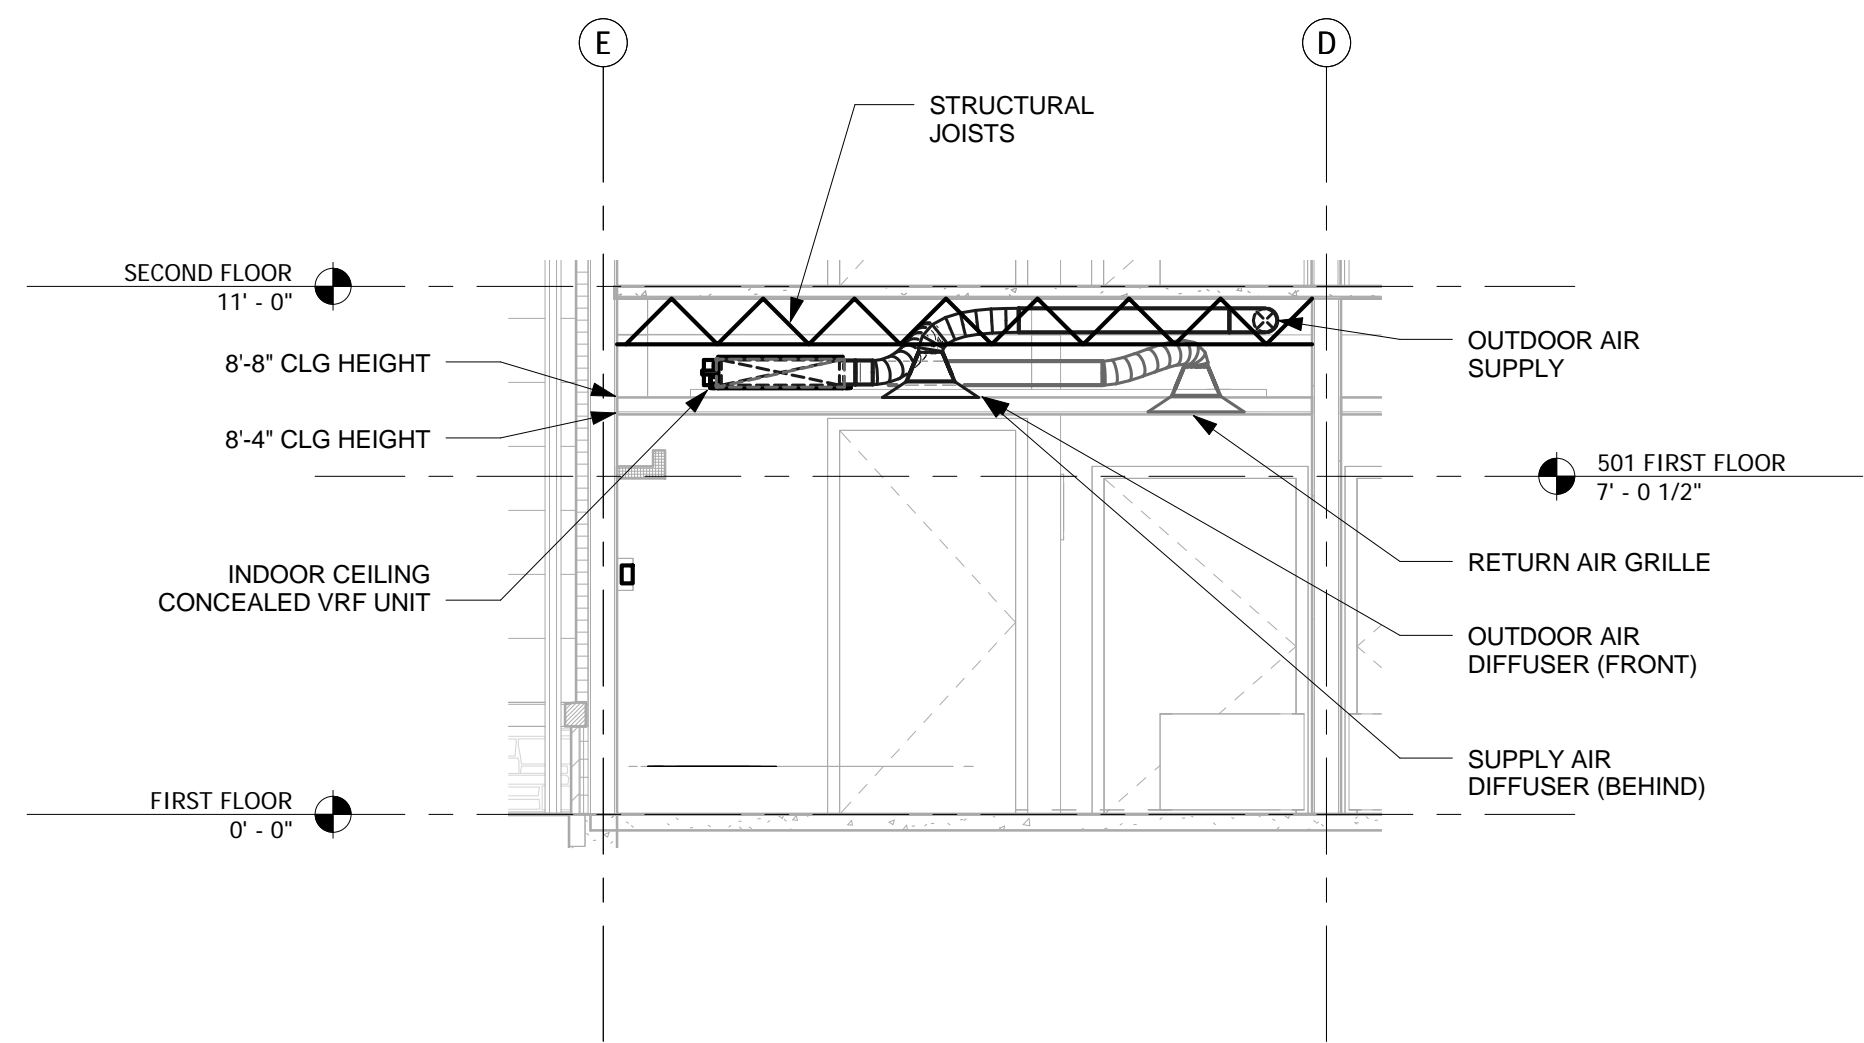 E
D
STRUCTURAL
JOISTS
SECOND FLOOR
11' - 0"
8'-8" CLG HEIGHT
8'-4" CLG HEIGHT
OUTDOOR AIR
SUPPLY
501 FIRST FLOOR
7' - 0 1/2"
INDOOR CEILING
CONCEALED VRF UNIT
RETURN AIR GRILLE
OUTDOOR AIR
DIFFUSER (FRONT)
SUPPLY AIR
DIFFUSER (BEHIND)
FIRST FLOOR
0' - 0"